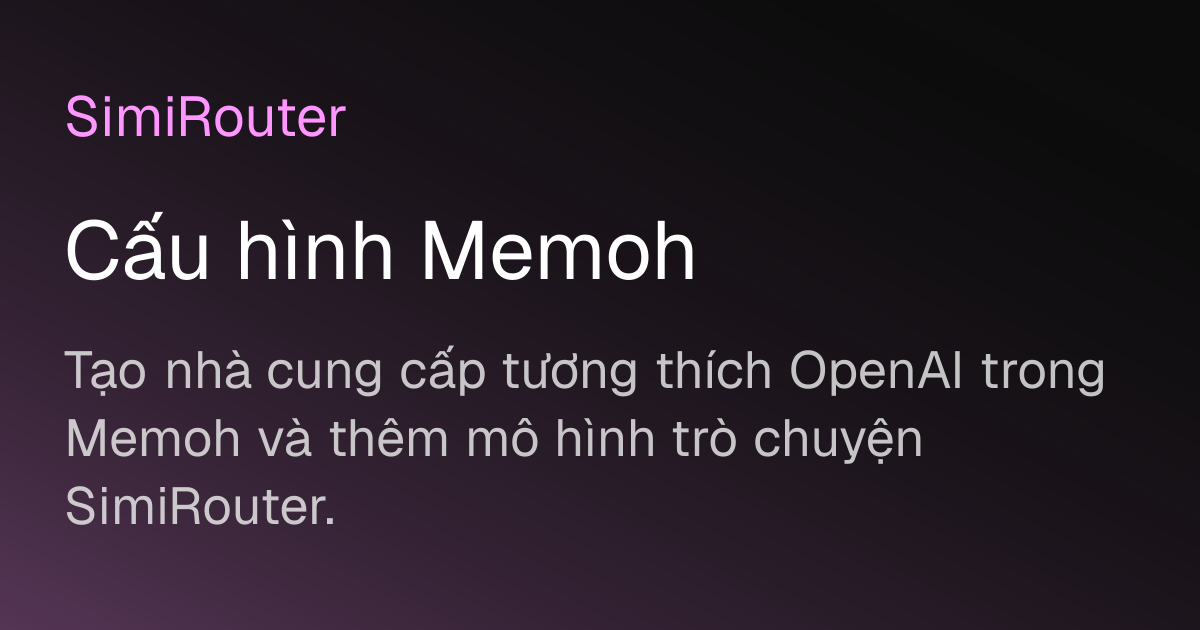 SimiRouter
Cấu hình Memoh
Tạo nhà cung cấp tương thích OpenAI trong
Memoh và thêm mô hình trò chuyện
SimiRouter.